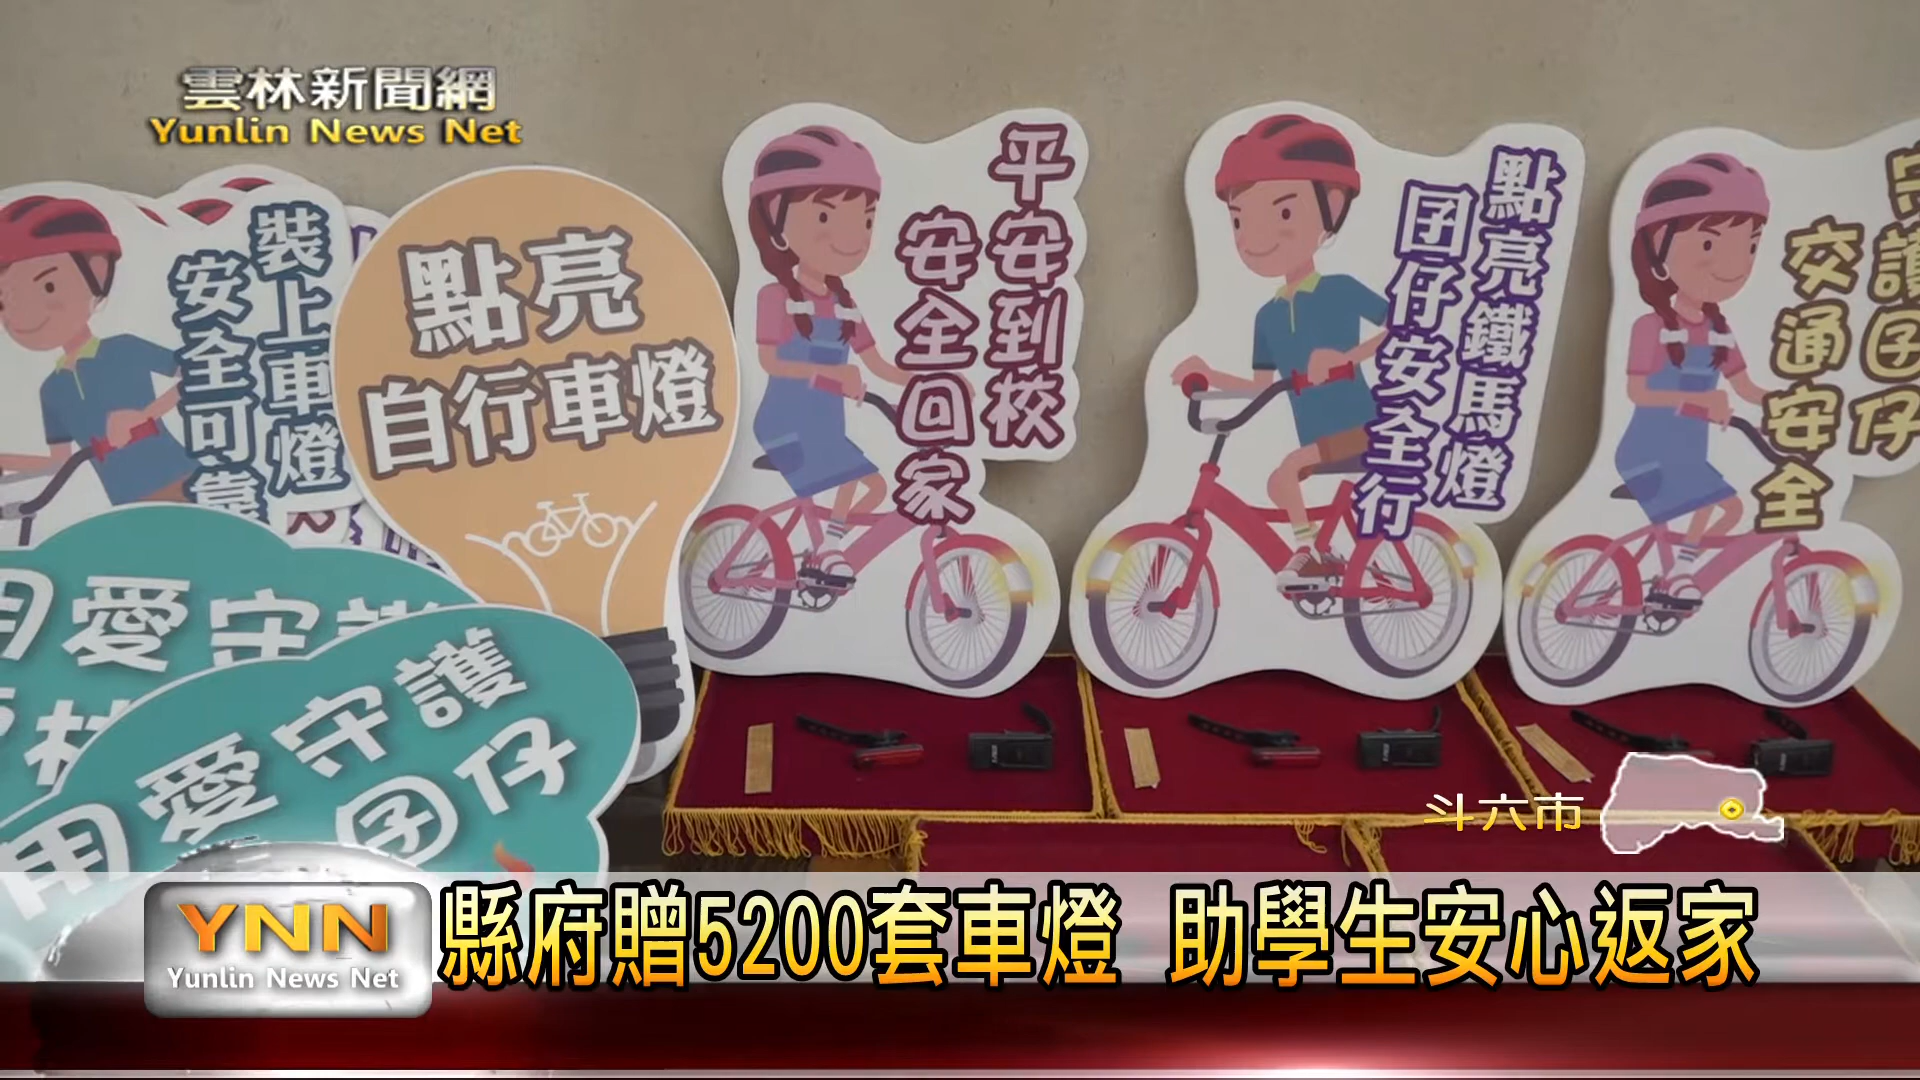 雲林新聞網
Yunlin News Net
裝上車燈
安全可靠
點亮
自行車燈
平安到校
安全回家
點亮鐵馬燈
囝仔安全行
守護囝仔
交通安全
用愛守護
用愛守護
囝仔
斗六市
YNN
Yunlin News Net
縣府贈5200套車燈 助學生安心返家